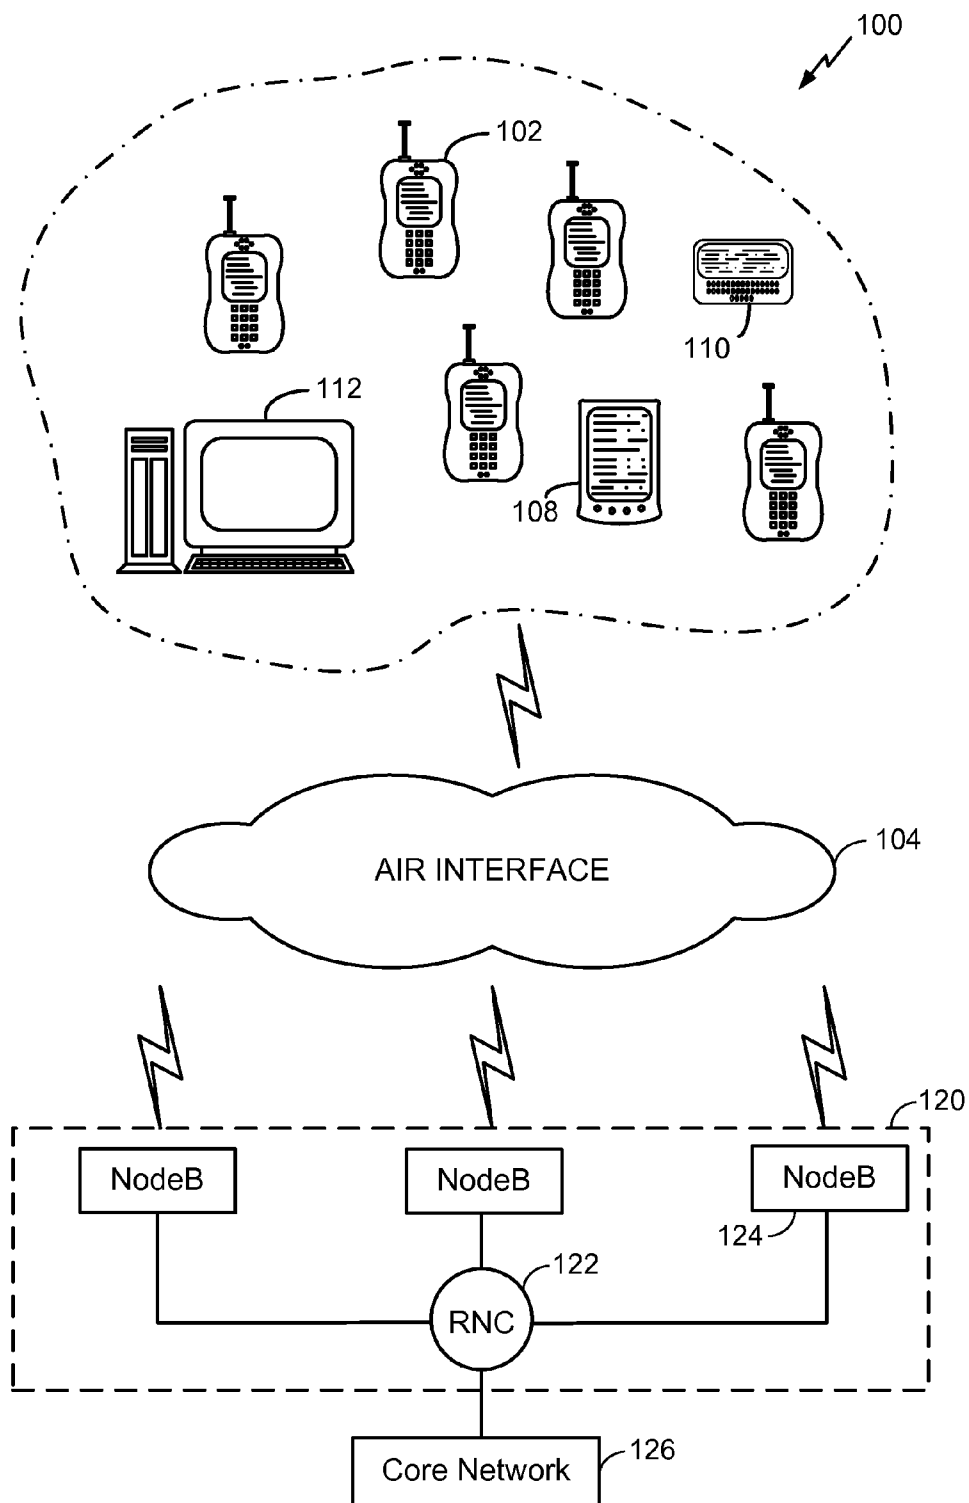 100
102
110
112
108
104
AIR INTERFACE
120
NodeB
NodeB
NodeB
124
122
RNC
126
Core Network